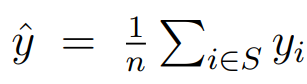 ŷ = 1/n ∑_{i∈S} y_i